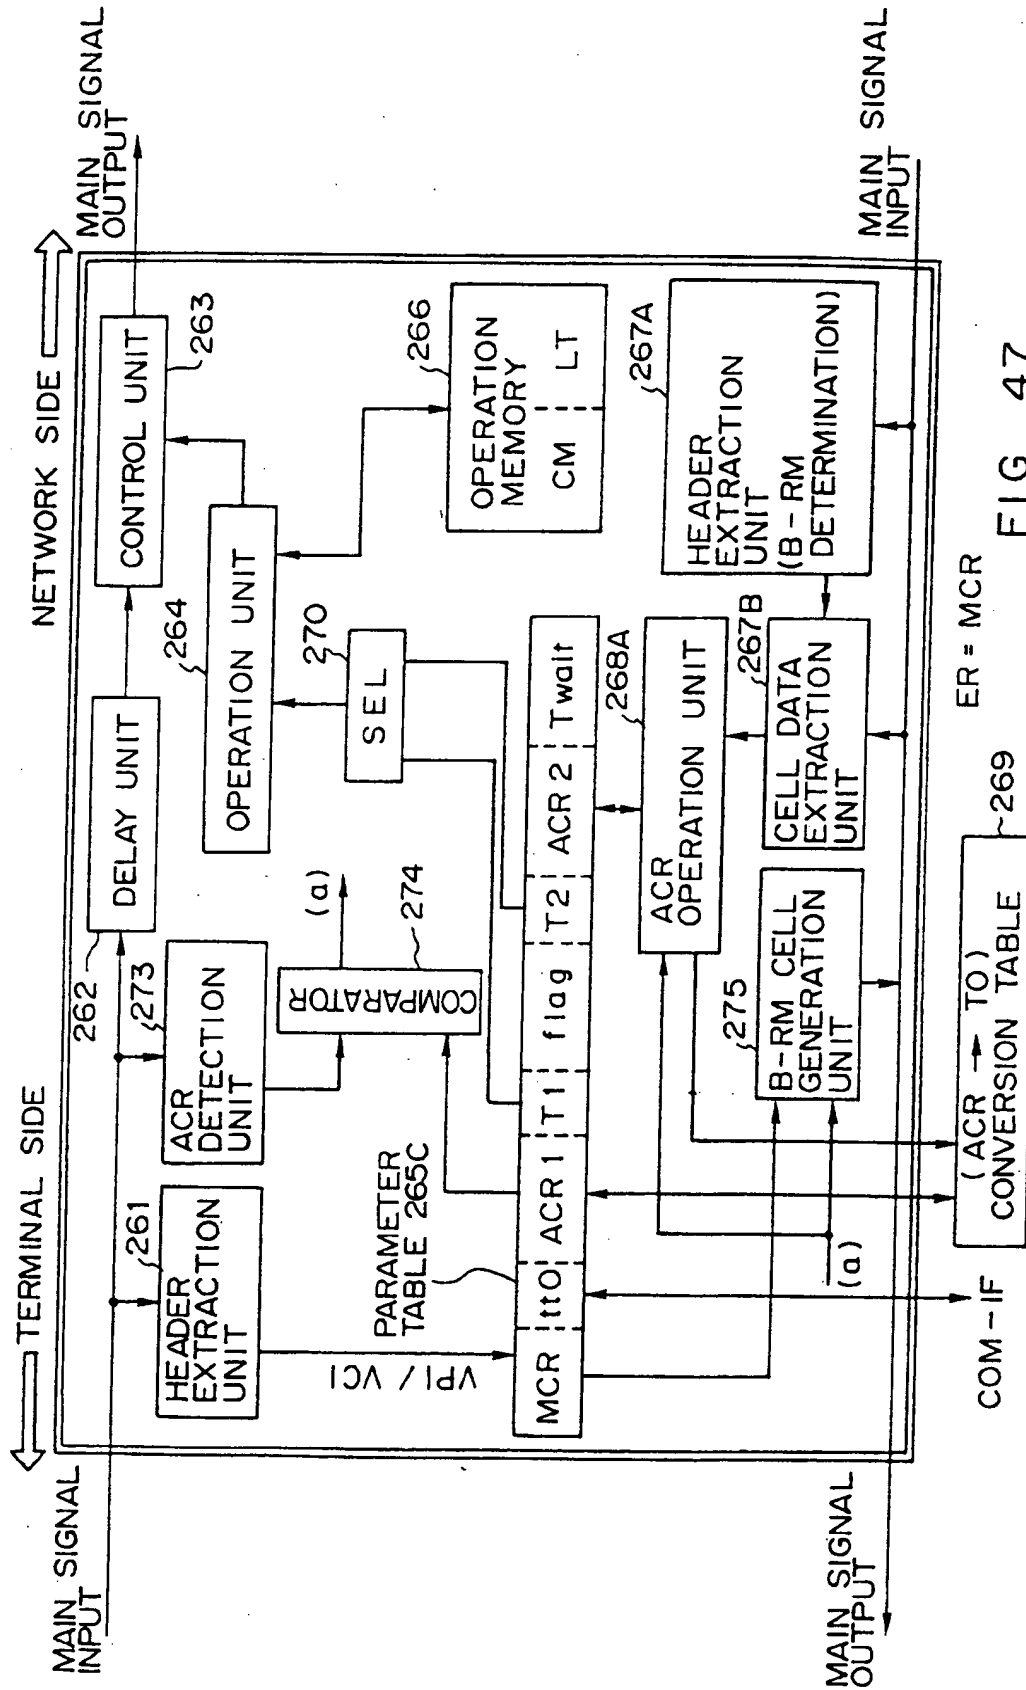 TERMINAL SIDE
NETWORK SIDE
MAIN SIGNAL
INPUT
MAIN SIGNAL
OUTPUT
261
HEADER
EXTRACTION
UNIT
262
273
ACR
DETECTION
UNIT
DELAY UNIT
CONTROL UNIT
263
264
OPERATION UNIT
(a)
COMPARATOR
274
270
SEL
266
OPERATION
MEMORY
CM
LT
VPI / VCI
PARAMETER
TABLE 265C
MCR
tt0
ACR 1
T1
flag
T2
ACR 2
Twait
268A
ACR
OPERATION UNIT
267A
HEADER
EXTRACTION
UNIT
(B-RM
DETERMINATION)
275
B-RM CELL
GENERATION
UNIT
267B
CELL DATA
EXTRACTION
UNIT
(a)
MAIN SIGNAL
OUTPUT
MAIN SIGNAL
INPUT
COM-IF
(ACR → TO)
CONVERSION TABLE
269
ER = MCR
FIG. 47